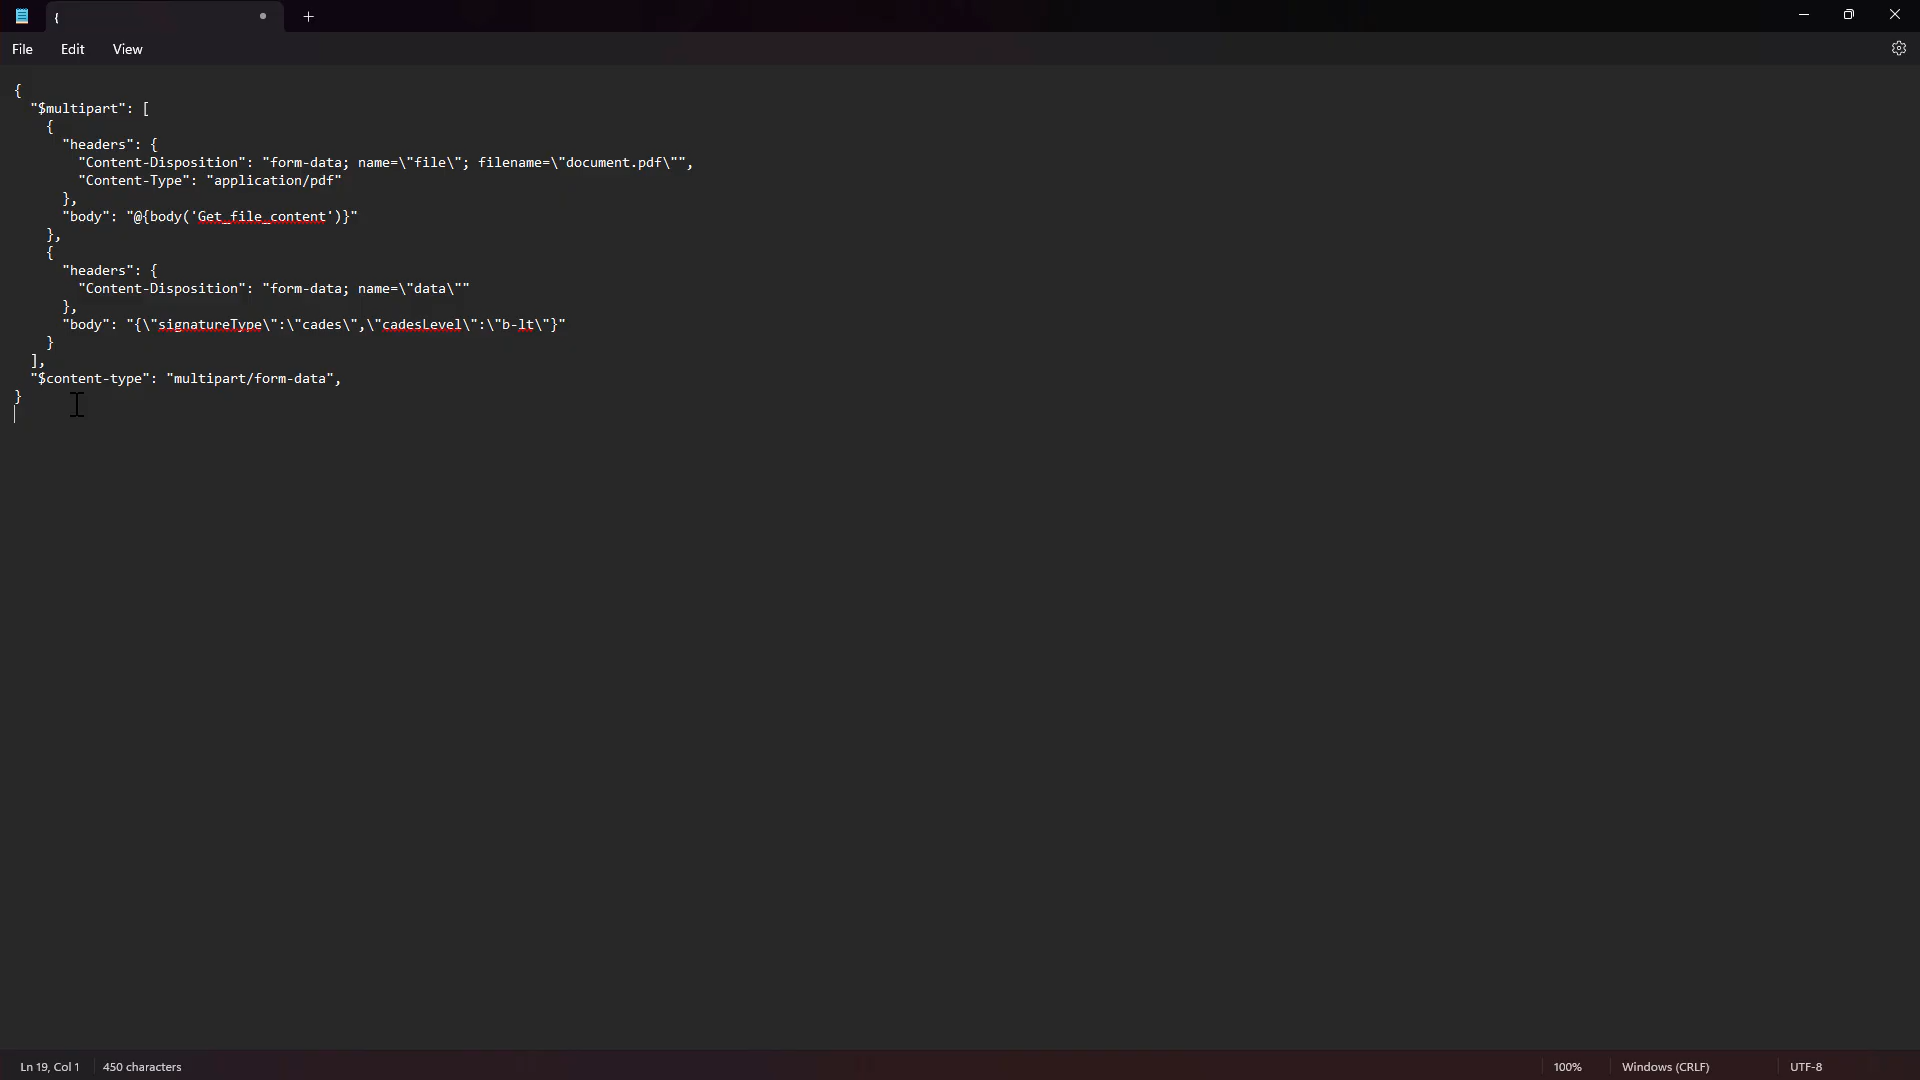 {
File Edit View
{
  "$multipart": [
    {
      "headers": {
        "Content-Disposition": "form-data; name=\"file\"; filename=\"document.pdf\"",
        "Content-Type": "application/pdf"
      },
      "body": "@{body('Get_file_content')}"
    },
    {
      "headers": {
        "Content-Disposition": "form-data; name=\"data\""
      },
      "body": "{\"signatureType\":\"cades\",\"cadesLevel\":\"b-lt\"}"
    }
  ],
  "$content-type": "multipart/form-data",
}
Ln 19, Col 1 450 characters 100% Windows (CRLF) UTF-8